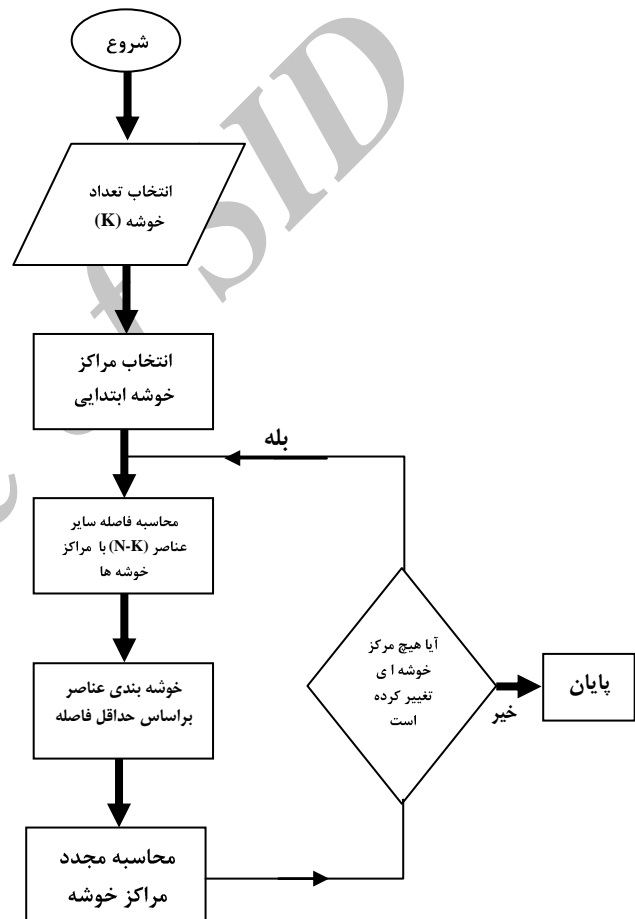 شروع
انتخاب تعداد
خوشه (K)
انتخاب مراکز
خوشه ابتدایی
بله
محاسبه فاصله سایر
عناصر (N-K) با مراکز
خوشه ها
آیا هیچ مرکز
خوشه ا ی
تغییر کرده
است
خیر
پایان
خوشه بندی عناصر
براساس حداقل فاصله
محاسبه مجدد
مراکز خوشه
f SID